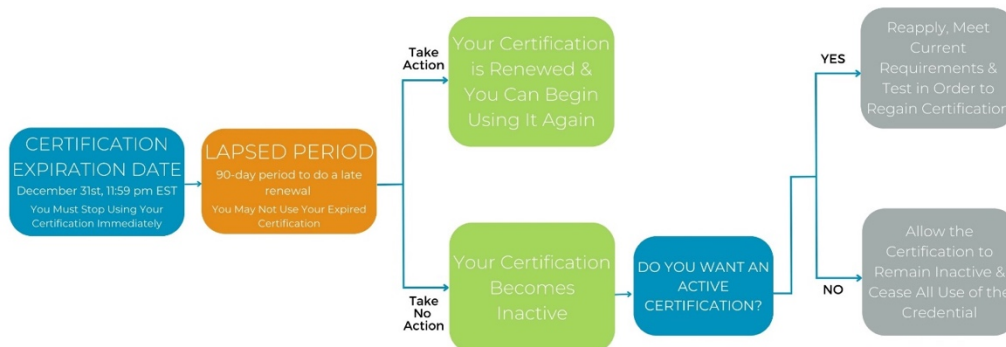 CERTIFICATION
EXPIRATION DATE
December 31st, 11:59 pm EST
You Must Stop Using Your
Certification Immediately
LAPSED PERIOD
90-day period to do a late
renewal
You May Not Use Your Expired
Certification
Take
Action
Your Certification
is Renewed &
You Can Begin
Using It Again
Take
No
Action
Your Certification
Becomes
Inactive
DO YOU WANT AN
ACTIVE
CERTIFICATION?
YES
Reapply, Meet
Current
Requirements &
Test in Order to
Regain Certification
NO
Allow the
Certification to
Remain Inactive &
Cease All Use of the
Credential